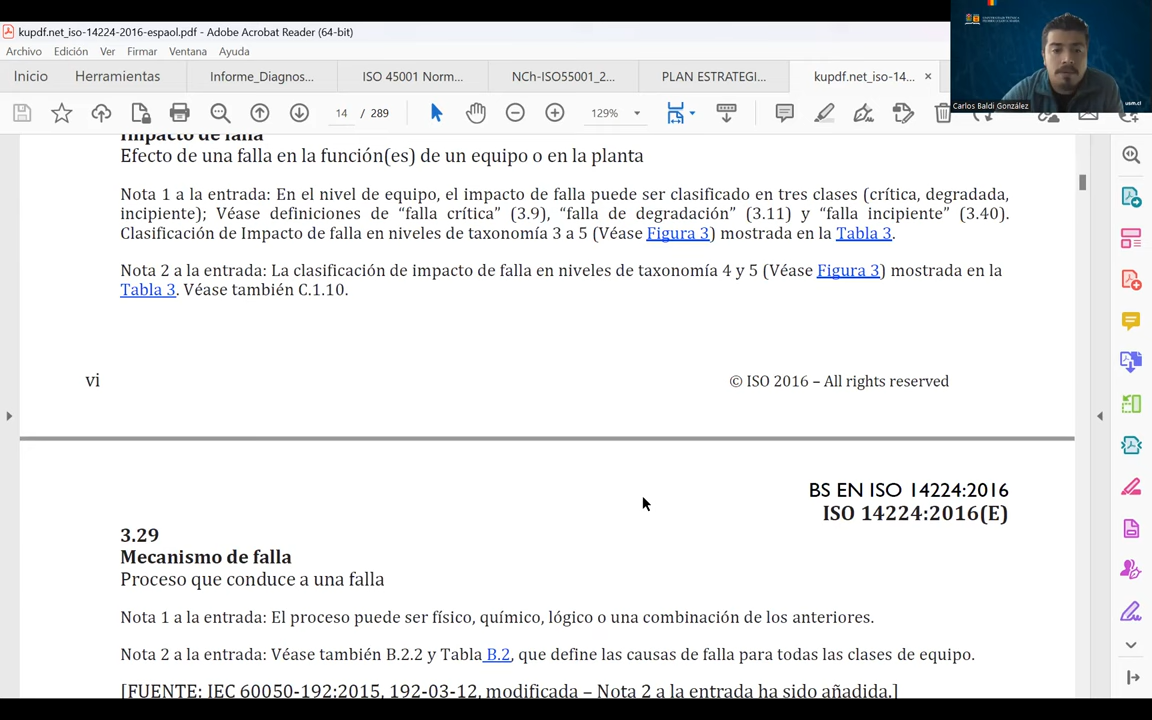 kupdf.net_iso-14224-2016-espaol.pdf - Adobe Acrobat Reader (64-bit)
Archivo Edición Ver Firmar Ventana Ayuda
Inicio Herramientas Informe_Diagnos... ISO 45001 Norm... NCh-ISO55001_2... PLAN ESTRATEGI... kupdf.net_iso-14... ×
14 / 289 129%
Carlos Baldi González
usm.cl
Impacto de falla
Efecto de una falla en la función(es) de un equipo o en la planta
Nota 1 a la entrada: En el nivel de equipo, el impacto de falla puede ser clasificado en tres clases (crítica, degradada,
incipiente); Véase definiciones de “falla crítica” (3.9), “falla de degradación” (3.11) y “falla incipiente” (3.40).
Clasificación de Impacto de falla en niveles de taxonomía 3 a 5 (Véase Figura 3) mostrada en la Tabla 3.
Nota 2 a la entrada: La clasificación de impacto de falla en niveles de taxonomía 4 y 5 (Véase Figura 3) mostrada en la
Tabla 3. Véase también C.1.10.
vi © ISO 2016 – All rights reserved
BS EN ISO 14224:2016
ISO 14224:2016(E)
3.29
Mecanismo de falla
Proceso que conduce a una falla
Nota 1 a la entrada: El proceso puede ser físico, químico, lógico o una combinación de los anteriores.
Nota 2 a la entrada: Véase también B.2.2 y Tabla B.2, que define las causas de falla para todas las clases de equipo.
[FUENTE: IEC 60050-192:2015, 192-03-12, modificada – Nota 2 a la entrada ha sido añadida.]